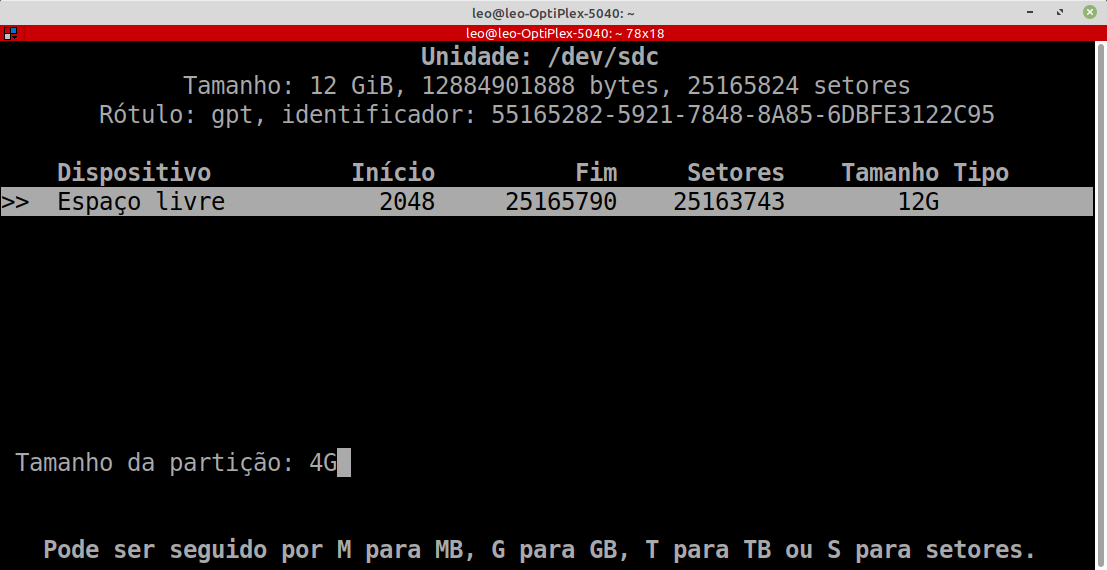 leo@leo-OptiPlex-5040: ~
leo@leo-OptiPlex-5040: ~ 78x18
Unidade: /dev/sdc
Tamanho: 12 GiB, 12884901888 bytes, 25165824 setores
Rótulo: gpt, identificador: 55165282-5921-7848-8A85-6DBFE3122C95
Dispositivo Início Fim Setores Tamanho Tipo
>> Espaço livre 2048 25165790 25163743 12G
Tamanho da partição: 4G
Pode ser seguido por M para MB, G para GB, T para TB ou S para setores.